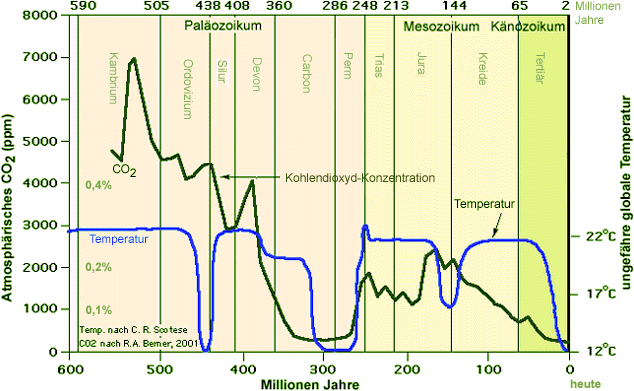 590 505 438 408 360 286 248 213 144 65 2 Millionen Jahre
Paläozoikum Mesozoikum Känozoikum
Kambrium Ordovizium Silur Devon Carbon Perm Trias Jura Kreide Tertiär
Atmosphärisches CO2 (ppm)
8000
7000
6000
5000
4000
3000
2000
1000
0
CO2
0,4%
0,2%
0,1%
Kohlendioxyd-Konzentration
Temperatur
Temperatur
ungefähre globale Temperatur
22°C
17°C
12°C
Temp. nach C. R. Scotese
CO2 nach R.A. Berner, 2001
600 500 400 300 200 100 0
Millionen Jahre
heute